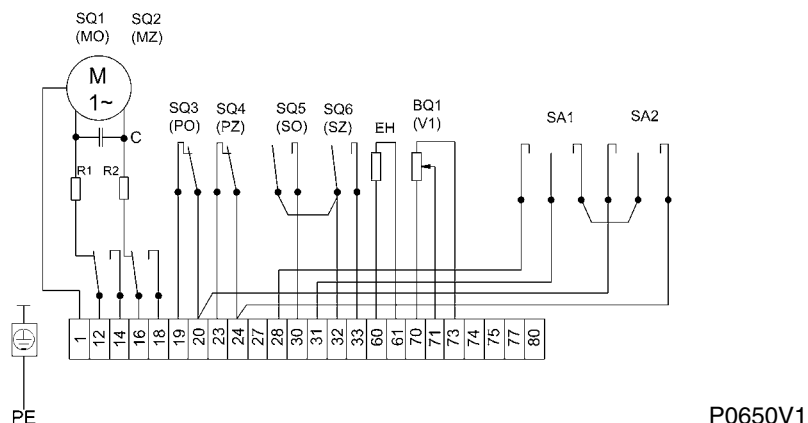 SQ1 SQ2
(MO) (MZ)
M
1~
C
R1 R2
SQ3 SQ4 SQ5 SQ6 EH BQ1 SA1 SA2
(PO) (PZ) (SO) (SZ) (V1)
1 12 14 16 18 19 20 23 24 27 28 30 31 32 33 60 61 70 71 73 74 75 77 80
PE
P0650V1